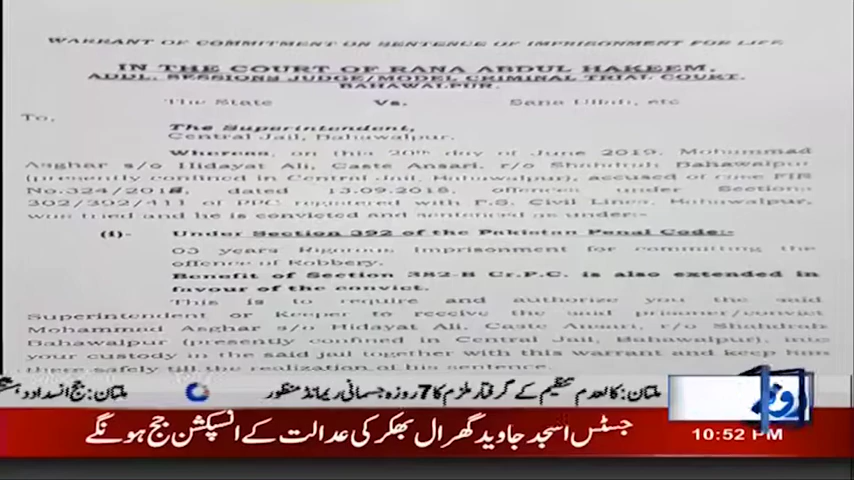 WARRANT OF COMMITMENT ON SENTENCE OF IMPRISONMENT FOR LIFE
IN THE COURT OF RANA ABDUL HAKEEM,
ADDL. SESSIONS JUDGE/MODEL CRIMINAL TRIAL COURT.
BAHAWALPUR.
The State Vs. Sana Ullah, etc
To,
The Superintendent,
Central Jail, Bahawalpur.
Whereas, on this 20th day of June 2019, Mohammad
Asghar s/o Hidayat Ali, Caste Ansari, r/o Shahdrah Bahawalpur
(presently confined in Central Jail, Bahawalpur), accused of case FIR
No.324/2018, dated 13.09.2018, offences under Sections
302/392/411 of PPC registered with P.S. Civil Lines, Bahawalpur,
was tried and he is convicted and sentenced as under:-
(i)- Under Section 392 of the Pakistan Penal Code:-
03 years Rigorous Imprisonment for committing the
offence of Robbery.
Benefit of Section 382-B Cr.P.C. is also extended in
favour of the convict.
This is to require and authorize you the said
Superintendent or Keeper to receive the said prisoner/convict
Mohammad Asghar s/o Hidayat Ali, Caste Ansari, r/o Shahdrah
Bahawalpur (presently confined in Central Jail, Bahawalpur), into
your custody in the said jail together with this warrant and keep him
there safely till the realization of his sentence.
ملتان: کالعدم تنظیم کے گرفتار ملزم کا 7 روزہ جسمانی ریمانڈ منظور
ملتان: جج انسداد
جسٹس اسجد جاوید گھرال بھکر کی عدالت کے انسپکشن جج ہونگے
10:52 PM